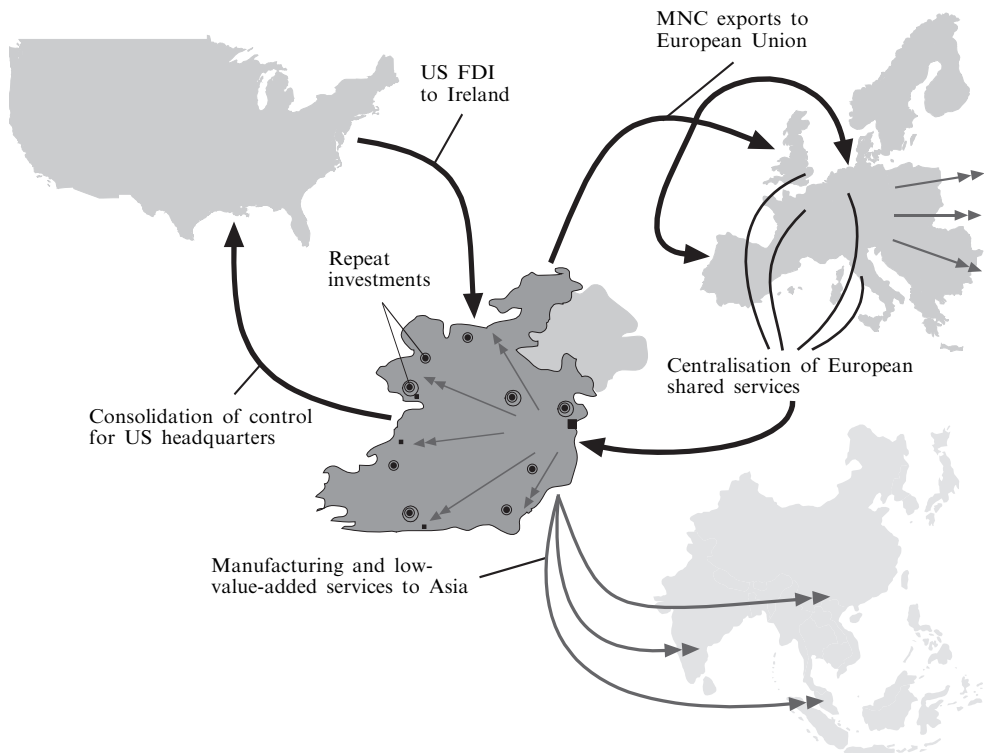 MNC exports to
European Union
US FDI
to Ireland
Repeat
investments
Centralisation of European
shared services
Consolidation of control
for US headquarters
Manufacturing and low-
value-added services to Asia